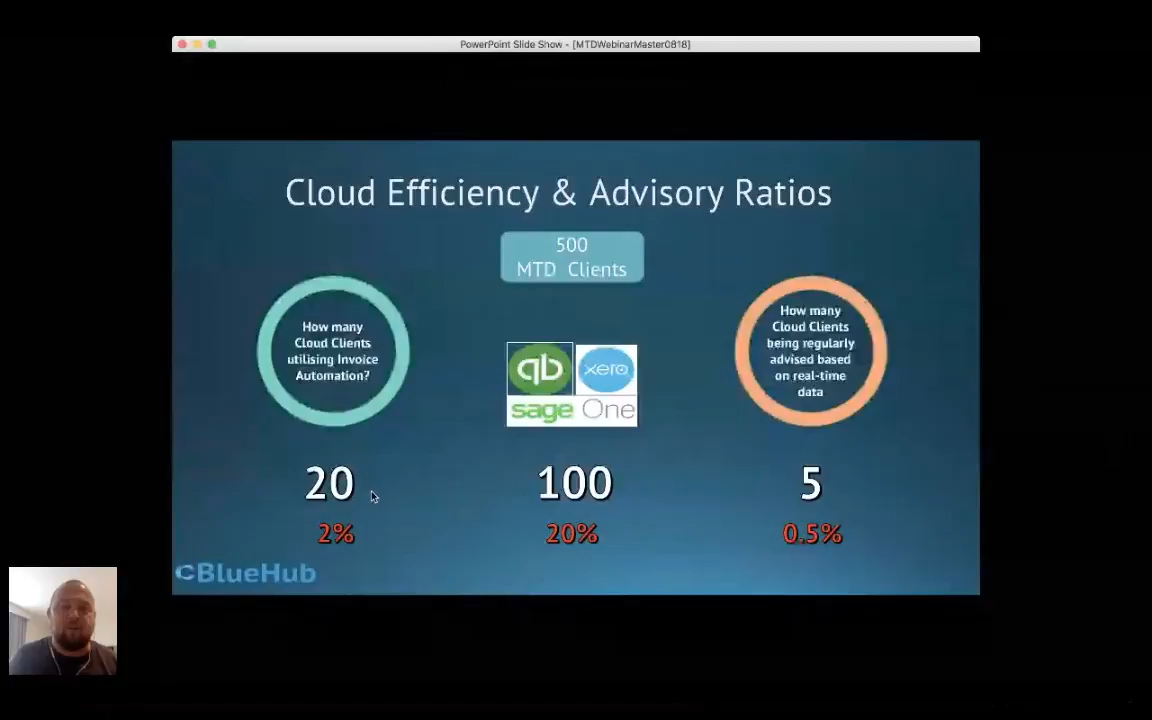 PowerPoint Slide Show - [MTDWebinarMaster0818]
Cloud Efficiency & Advisory Ratios
500
MTD Clients
How many
Cloud Clients
utilising Invoice
Automation?
qb
xero
sage One
How many
Cloud Clients
being regularly
advised based
on real-time
data
20
100
5
2%
20%
0.5%
BlueHub